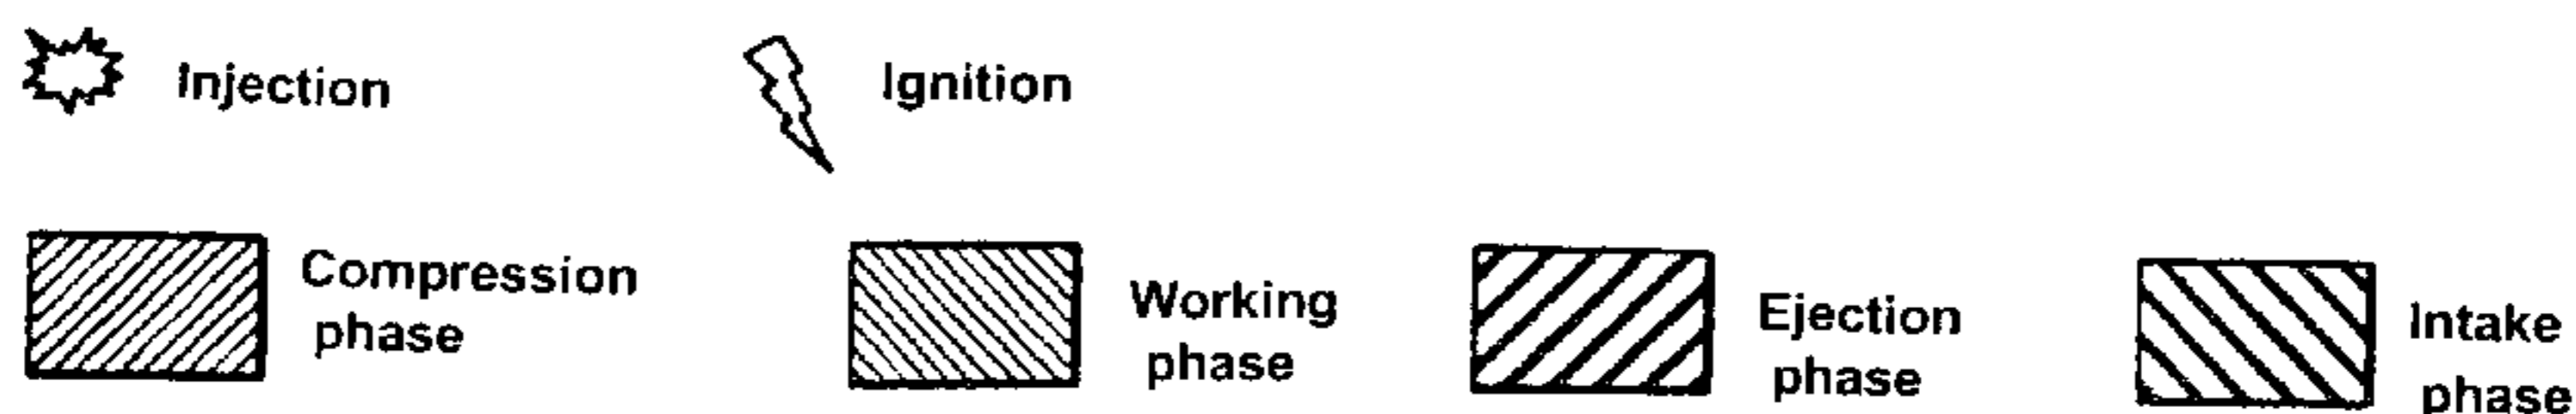 Injection
Ignition
Compression
phase
Working
phase
Ejection
phase
Intake
phase